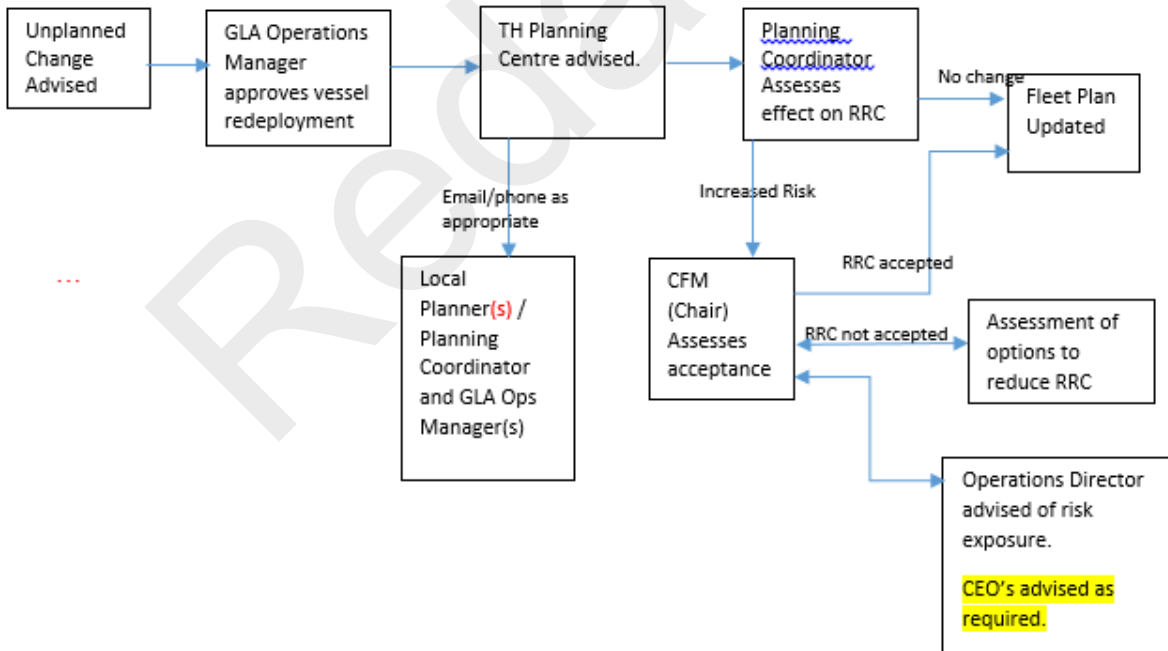 Unplanned
Change
Advised
GLA Operations
Manager
approves vessel
redeployment
TH Planning
Centre advised.
Planning
Coordinator
Assesses
effect on RRC
No change
Fleet Plan
Updated
Email/phone as
appropriate
Increased Risk
Local
Planner(s) /
Planning
Coordinator
and GLA Ops
Manager(s)
...
CFM
(Chair)
Assesses
acceptance
RRC accepted
RRC not accepted
Assessment of
options to
reduce RRC
Operations Director
advised of risk
exposure.
CEO's advised as
required.
Reda